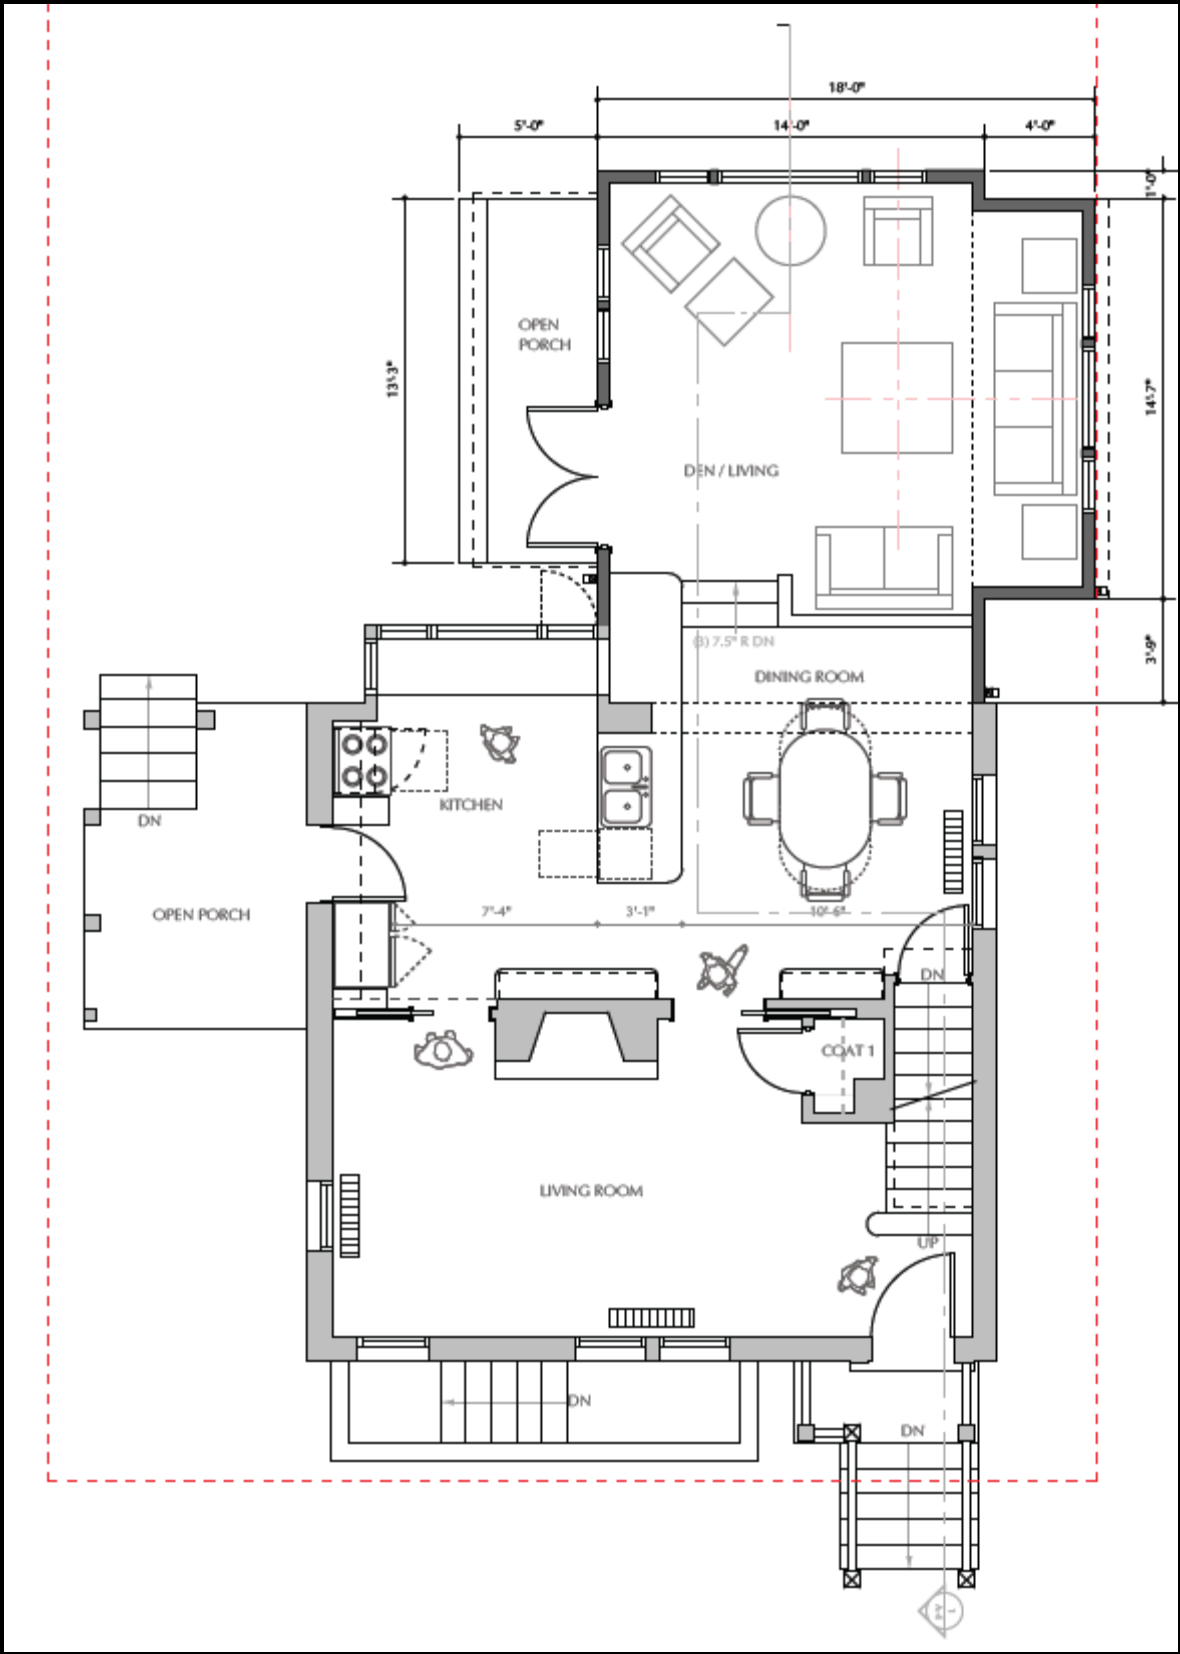 18'-0"
5'-0"
14'-0"
4'-0"
1'-0"
13'-3"
14'-7"
OPEN
PORCH
DEN / LIVING
(3) 7.5" R DN
3'-9"
DINING ROOM
KITCHEN
DN
OPEN PORCH
7'-4"
3'-1"
10'-6"
DN
COAT 1
LIVING ROOM
UP
DN
DN
1